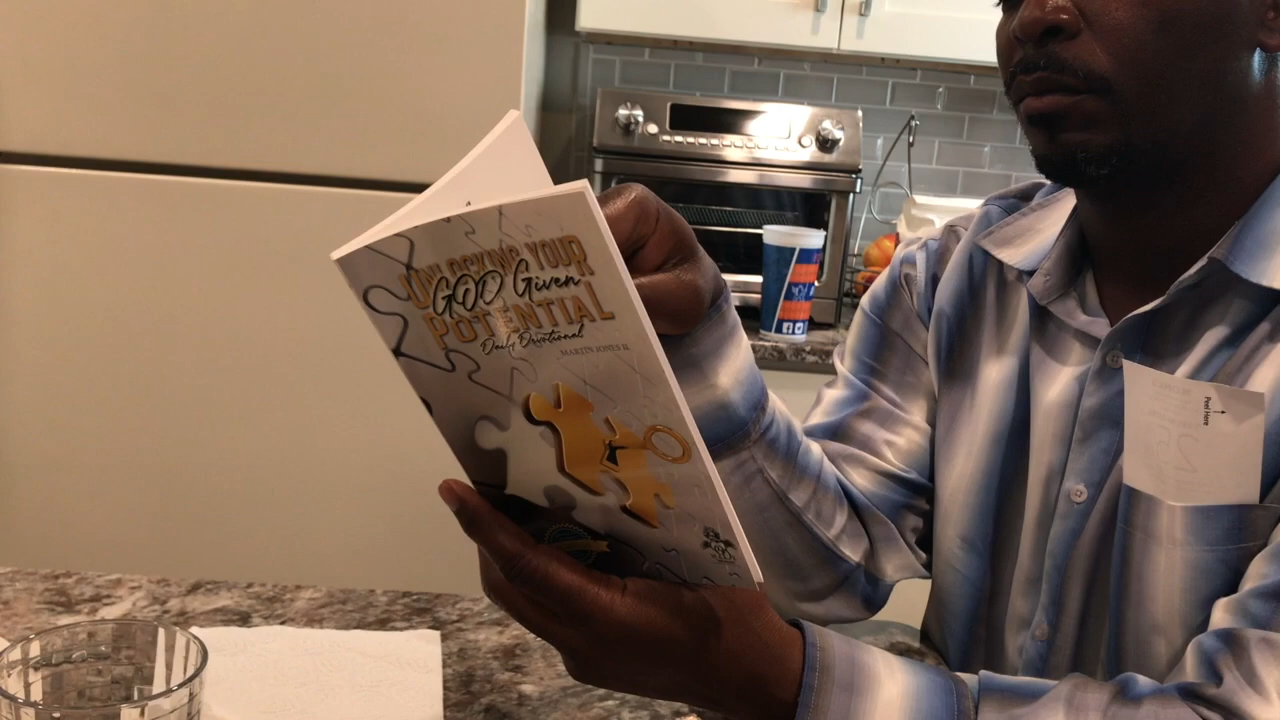 UNLOCKING YOUR
GOD Given
POTENTIAL
Daily Devotional
MARTIN JONES II
Peel Here